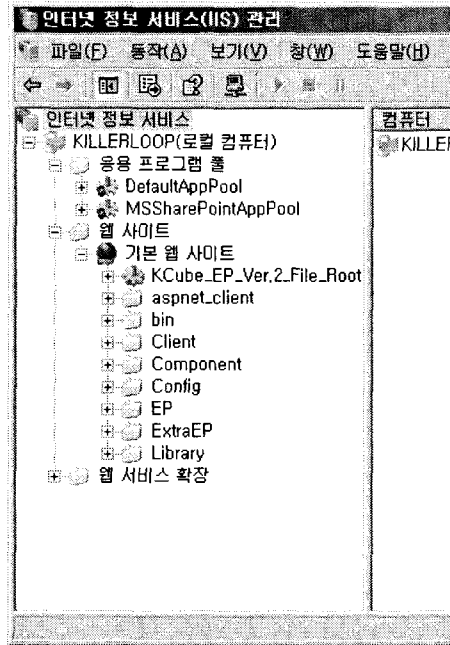 인터넷 정보 서비스(IIS) 관리
파일(F) 동작(A) 보기(V) 창(W) 도움말(H)
인터넷 정보 서비스
KILLERLOOP(로컬 컴퓨터)
응용 프로그램 풀
DefaultAppPool
MSSharePointAppPool
웹 사이트
기본 웹 사이트
KCube_EP_Ver.2_File_Root
aspnet_client
bin
Client
Component
Config
EP
ExtraEP
Library
웹 서비스 확장
컴퓨터
KILLE